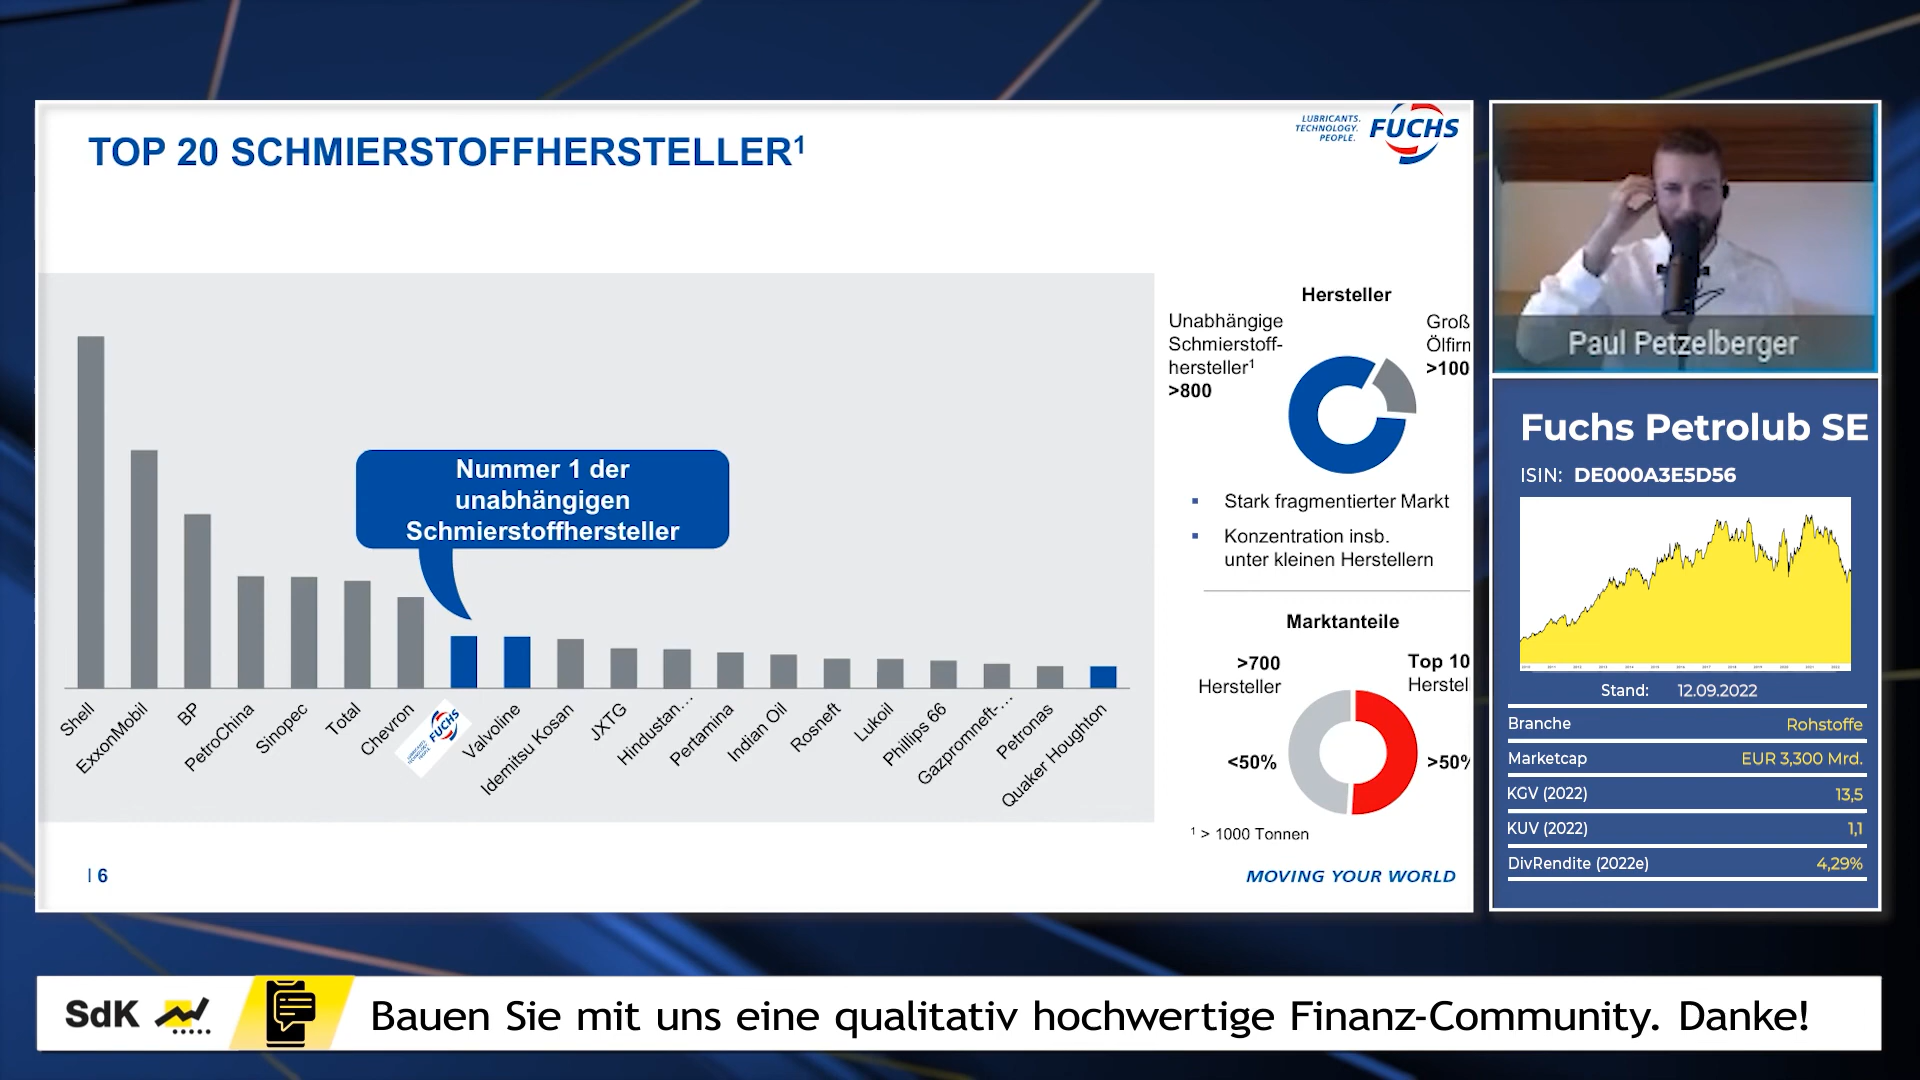 TOP 20 SCHMIERSTOFFHERSTELLER¹
LUBRICANTS.
TECHNOLOGY.
PEOPLE.
FUCHS
Nummer 1 der
unabhängigen
Schmierstoffhersteller
Shell
ExxonMobil
BP
PetroChina
Sinopec
Total
Chevron
FUCHS
Valvoline
Idemitsu Kosan
JXTG
Hindustan…
Pertamina
Indian Oil
Rosneft
Lukoil
Phillips 66
Gazpromneft-…
Petronas
Quaker Houghton
Hersteller
Unabhängige
Schmierstoff-
hersteller¹
>800
Groß
Ölfirn
>100
▪ Stark fragmentierter Markt
▪ Konzentration insb.
unter kleinen Herstellern
Marktanteile
>700
Hersteller
Top 10
Herstel
<50%
>50%
¹ > 1000 Tonnen
| 6
MOVING YOUR WORLD
Paul Petzelberger
Fuchs Petrolub SE
ISIN: DE000A3E5D56
Stand: 12.09.2022
Branche Rohstoffe
Marketcap EUR 3,300 Mrd.
KGV (2022) 13,5
KUV (2022) 1,1
DivRendite (2022e) 4,29%
SdK
Bauen Sie mit uns eine qualitativ hochwertige Finanz-Community. Danke!